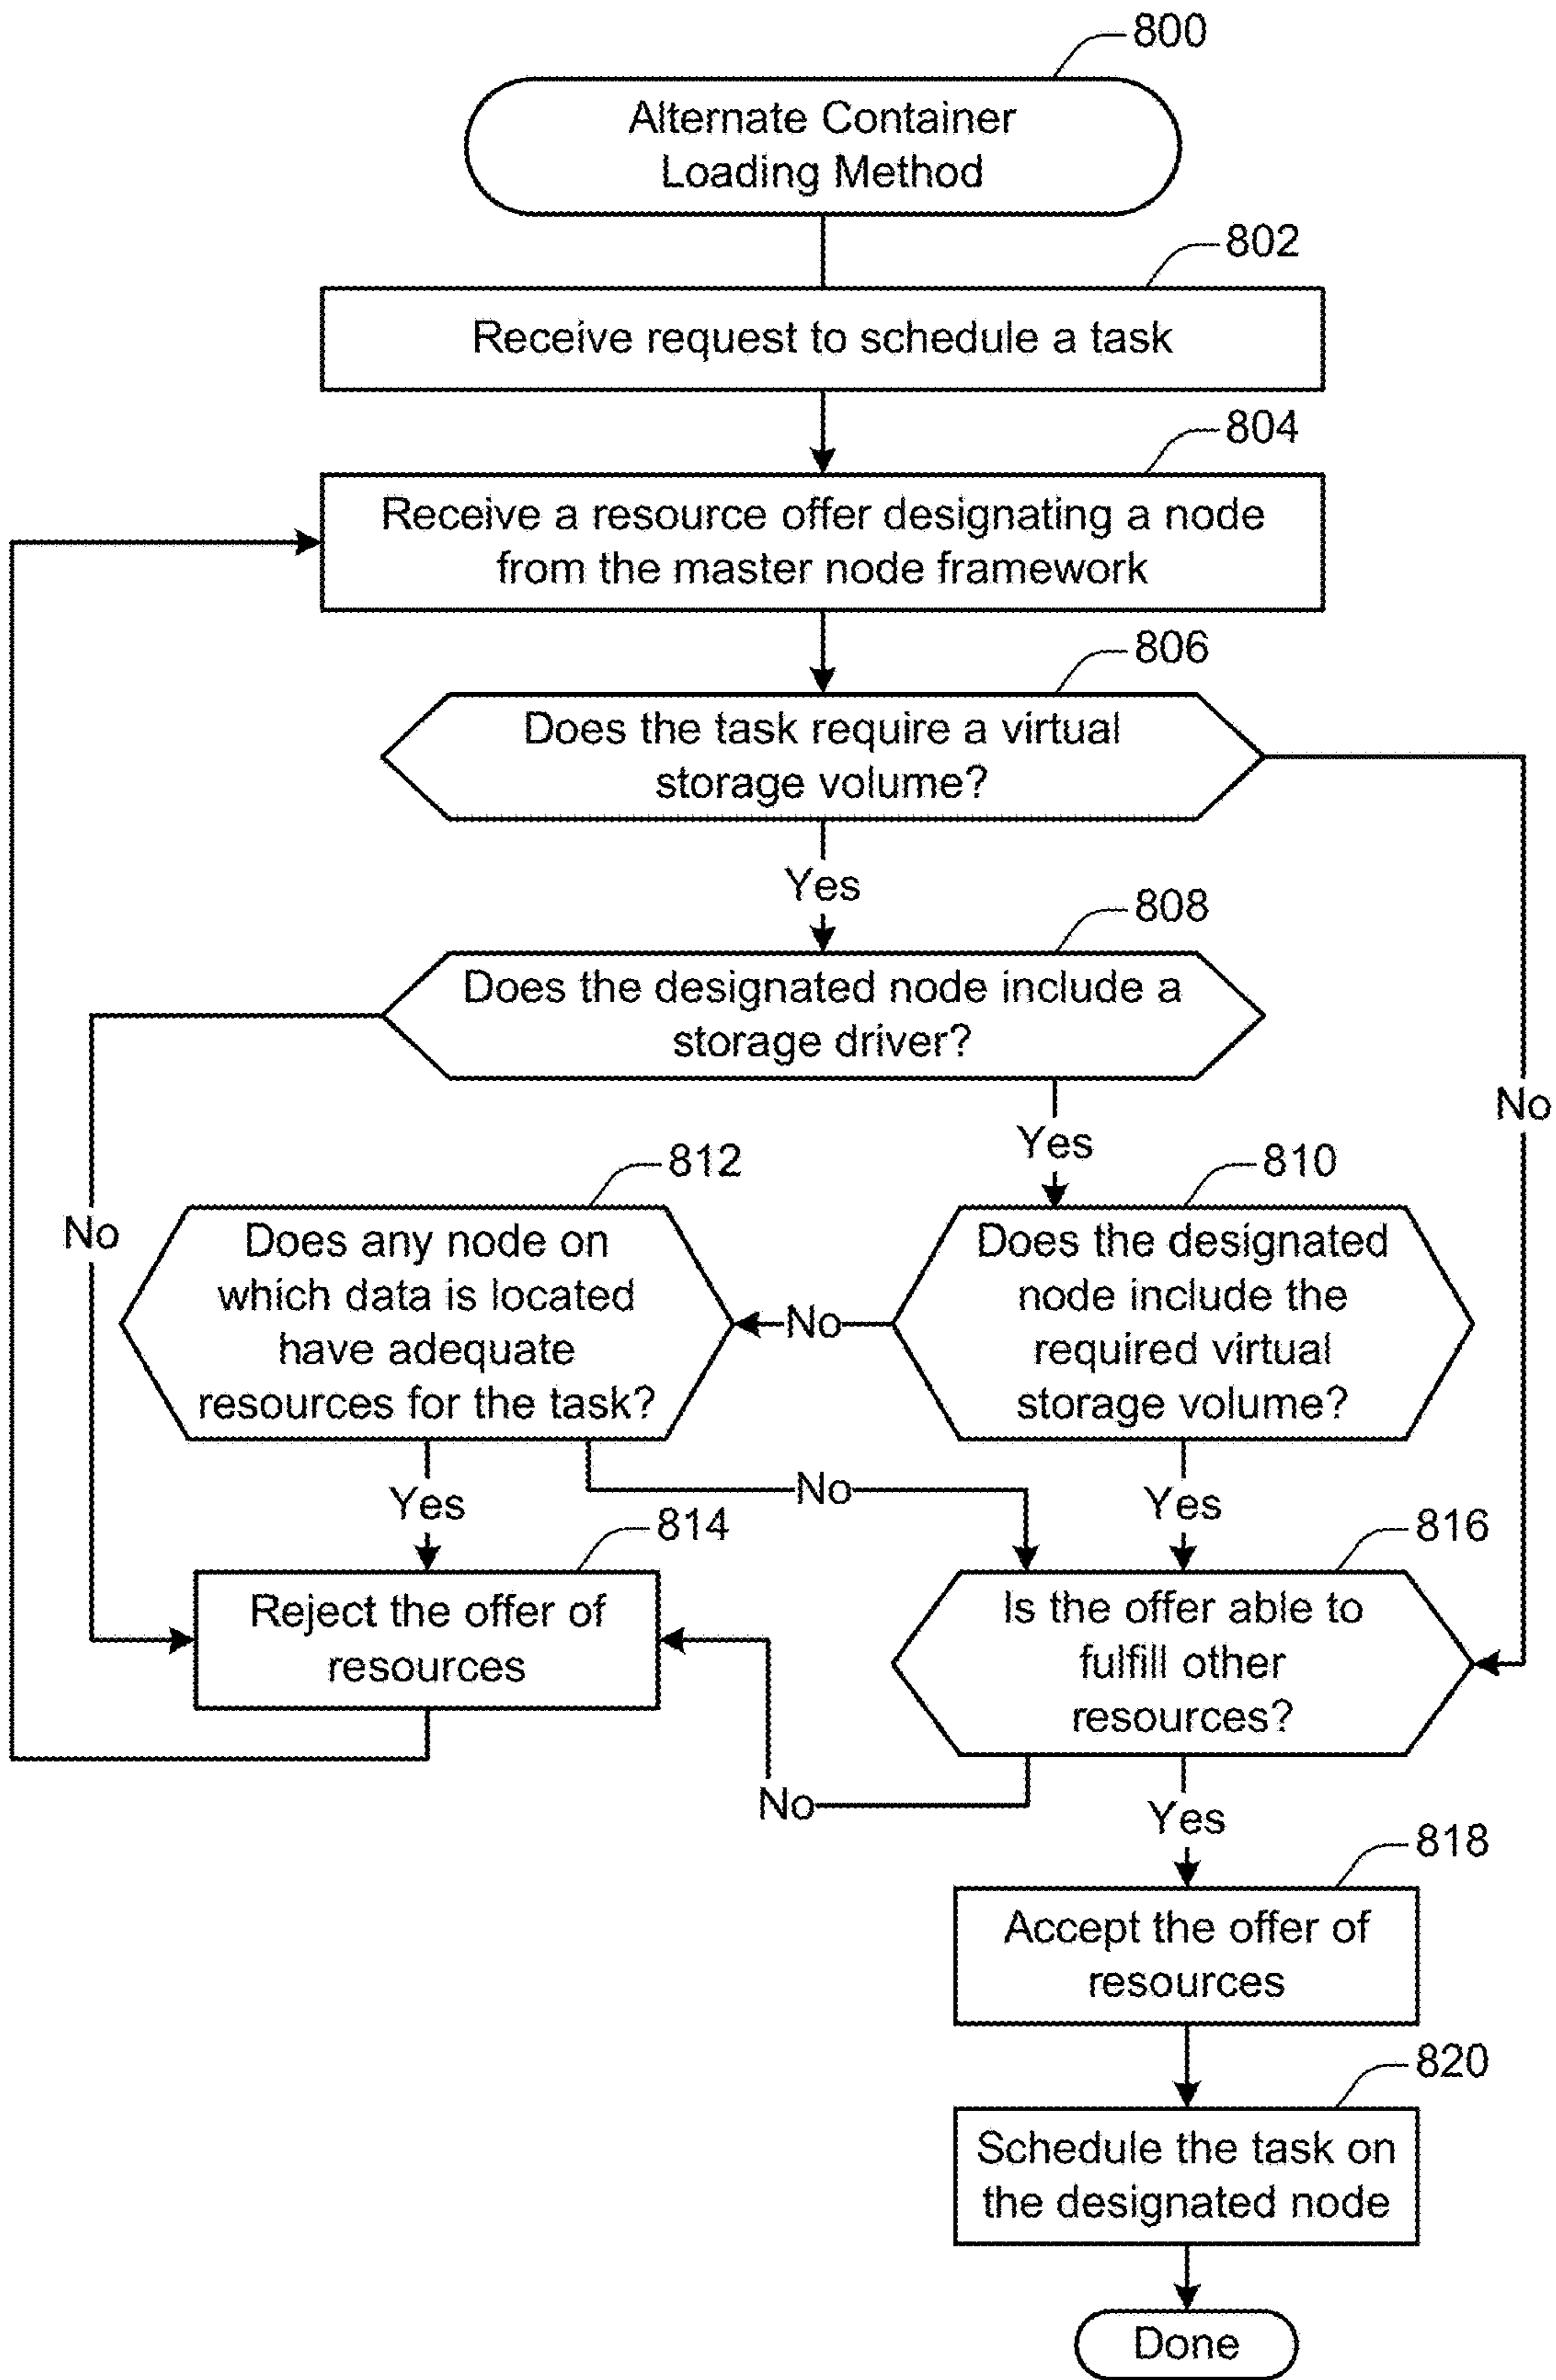 800
Alternate Container
Loading Method
802
Receive request to schedule a task
804
Receive a resource offer designating a node
from the master node framework
806
Does the task require a virtual
storage volume?
Yes
No
808
Does the designated node include a
storage driver?
No
Yes
812
Does any node on
which data is located
have adequate
resources for the task?
No
810
Does the designated
node include the
required virtual
storage volume?
Yes
No
Yes
814
Reject the offer of
resources
816
Is the offer able to
fulfill other
resources?
No
Yes
818
Accept the offer of
resources
820
Schedule the task on
the designated node
Done